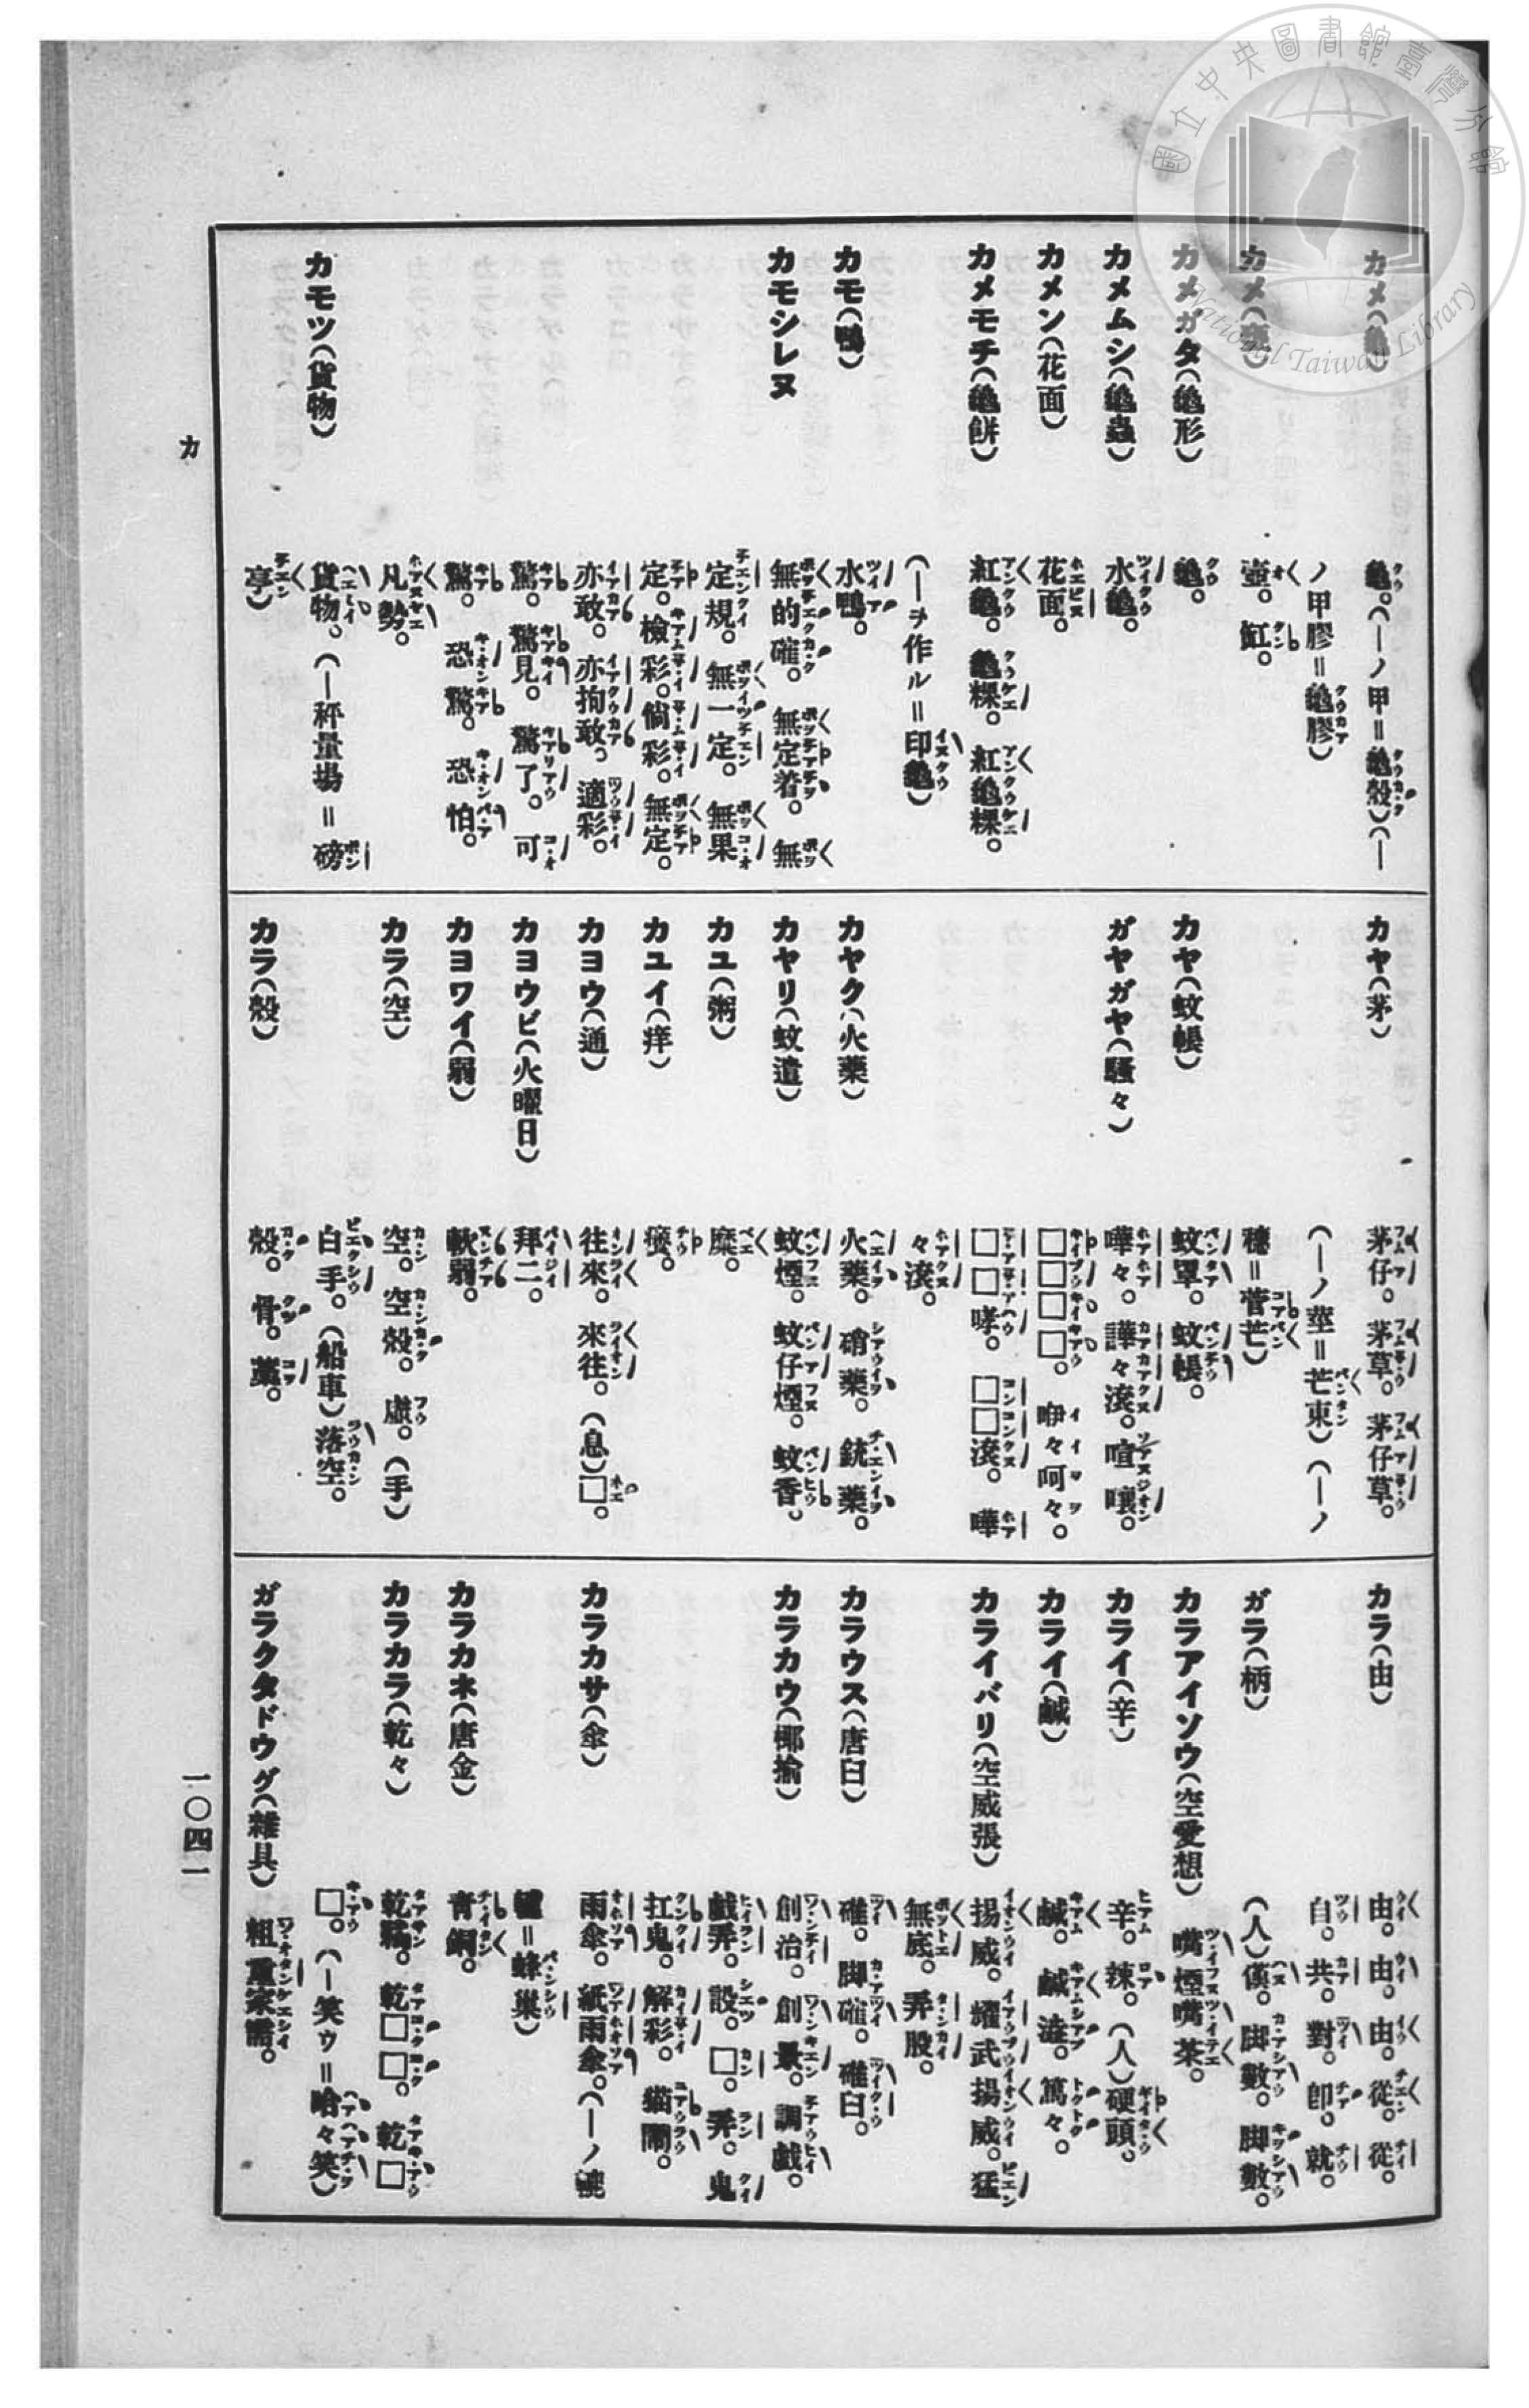 國立中央圖書館臺灣分館
National Taiwan Library
カメ(龜)
龜。(ーノ甲=龜殼)(ー
ノ甲膠=龜膠)
カメ(甕)
壺。缸。
カメガタ(龜形)
龜。
カメムシ(龜蟲)
水龜。
カメン(花面)
花面。
カメモチ(龜餅)
紅龜。龜粿。紅龜粿。
(ーヲ作ル=印龜)
カモ(鴨)
水鴨。
カモシレヌ
無的確。無定着。無
定規。無一定。無果
定。檢彩。倘彩。無定。
亦敢。亦拘敢。適彩。
驚。驚見。驚了。可
驚。恐驚。恐怕。
凡勢。
カモツ(貨物)
貨物。(ー秤量場=磅
亭)
カヤ(茅)
茅仔。茅草。茅仔草。
(ーノ莖=芒東)(ーノ
穗=菅芒)
カヤ(蚊帳)
蚊罩。蚊帳。
ガヤガヤ(騷々)
嘩々。譁々滾。喧嚷。
□□□□。咿々呵々。
□□哮。□□滾。嘩
々滾。
カヤク(火藥)
火藥。硝藥。銃藥。
カヤリ(蚊遣)
蚊煙。蚊仔煙。蚊香。
カユ(粥)
糜。
カユイ(痒)
癢。
カヨウ(通)
往來。來往。(息)□。
カヨウビ(火曜日)
拜二。
カヨワイ(弱)
軟弱。
カラ(空)
空。空殼。虛。(手)
白手。(船車)落空。
カラ(殼)
殼。骨。藁。
カラ(由)
由。由。由。從。從。
自。共。對。卽。就。
ガラ(柄)
(人)漢。脚數。脚數。
カラアイソウ(空愛想)
嘴煙嘴茶。
カライ(辛)
辛。辣。(人)硬頭。
カライ(鹹)
鹹。鹹漣。篤々。
カライバリ(空威張)
揚威。耀武揚威。猛
無底。弄股。
カラウス(唐臼)
碓。脚碓。碓臼。
カラカウ(揶揄)
創治。創景。調戲。
戲弄。設。□。弄。鬼
扛鬼。解彩。猫鬧。
カラカサ(傘)
雨傘。紙雨傘。(ーノ轆
轤=蜂巢)
カラカネ(唐金)
靑銅。
カラカラ(乾々)
乾鬆。乾□□。乾□
□。(ー笑ゥ=哈々笑)
ガラクタドウグ(雜具)
粗重家需。
カ
一〇四一